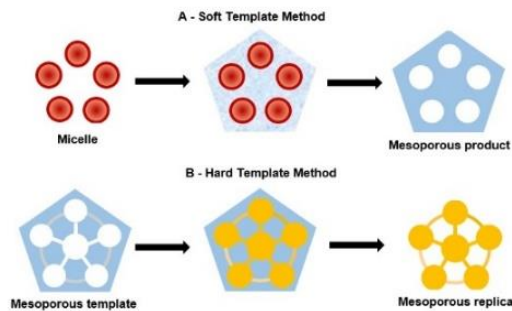 A - Soft Template Method
Micelle
Mesoporous product
B - Hard Template Method
Mesoporous template
Mesoporous replica